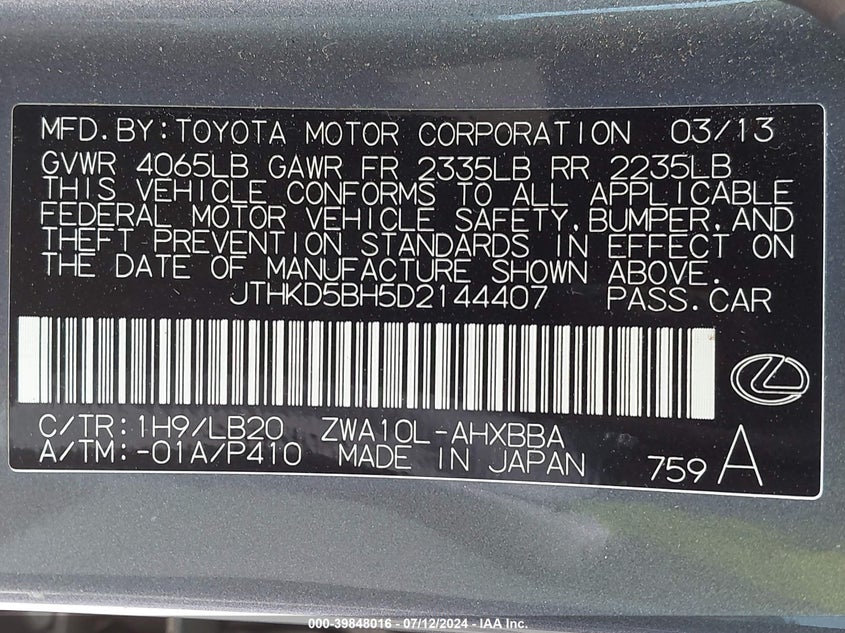 MFD.BY:TOYOTA MOTOR CORPORATION 03/13
GVWR 4065LB GAWR FR 2335LB RR 2235LB
THIS VEHICLE CONFORMS TO ALL APPLICABLE
FEDERAL MOTOR VEHICLE SAFETY,BUMPER,AND
THEFT PREVENTION STANDARDS IN EFFECT ON
THE DATE OF MANUFACTURE SHOWN ABOVE.
JTHKD5BH5D2144407 PASS.CAR
C/TR:1H9/LB20 ZWA10L-AHXBBA
A/TM:-01A/P410 MADE IN JAPAN 759 A
000-39848016 - 07/12/2024 - IAA Inc.